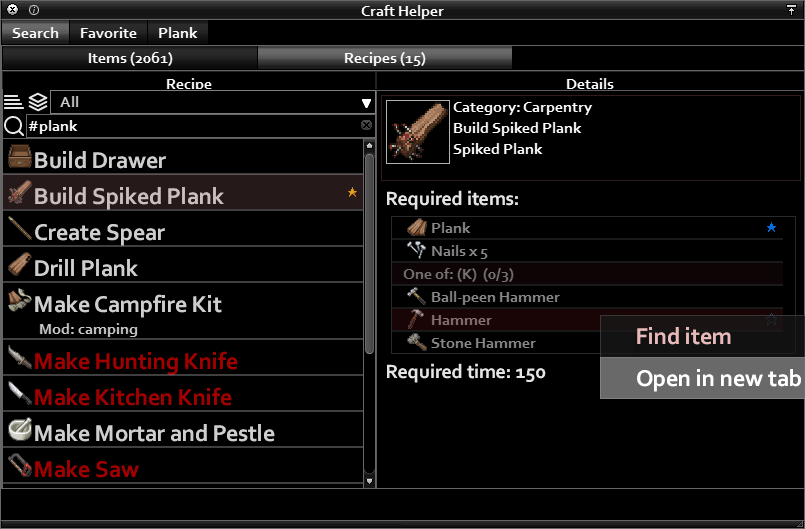 Craft Helper
Search Favorite Plank
Items (2061) Recipes (15)
Recipe
All
#plank
Build Drawer
Build Spiked Plank
Create Spear
Drill Plank
Make Campfire Kit
Mod: camping
Make Hunting Knife
Make Kitchen Knife
Make Mortar and Pestle
Make Saw
Details
Category: Carpentry
Build Spiked Plank
Spiked Plank
Required items:
Plank
Nails x 5
One of: (K) (0/3)
Ball-peen Hammer
Hammer
Stone Hammer
Required time: 150
Find item
Open in new tab